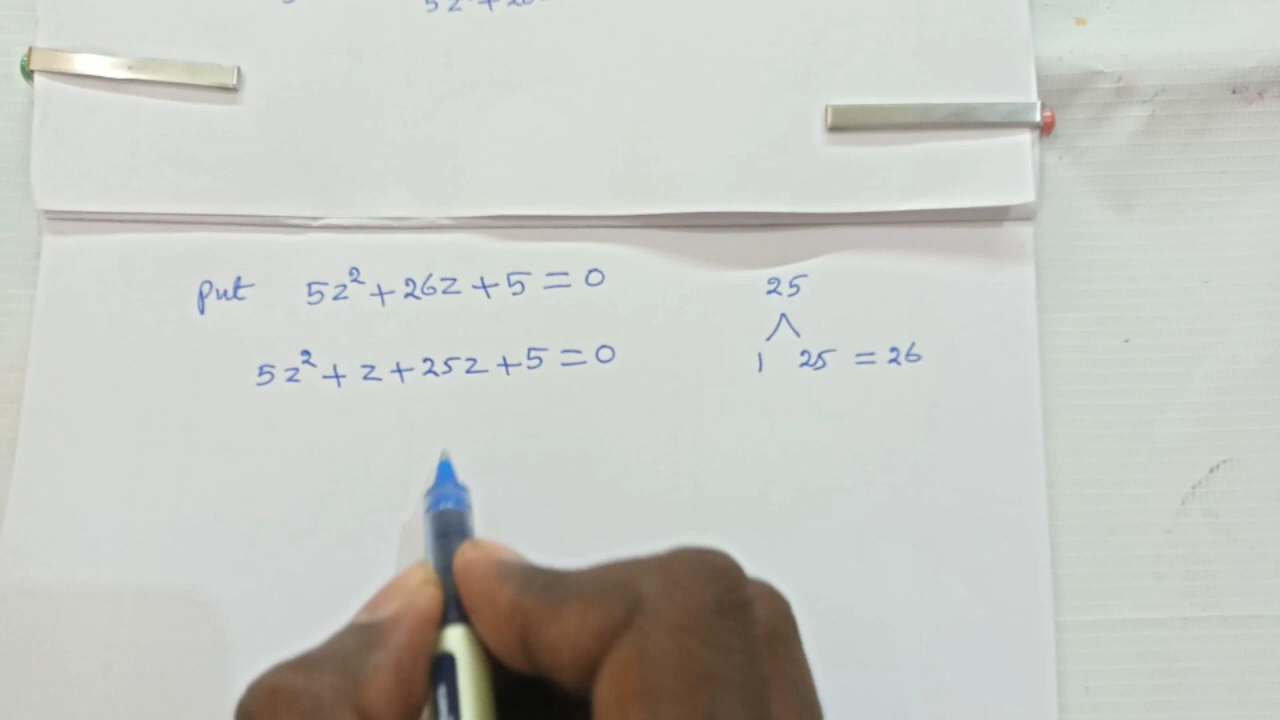 put 5z² + 26z + 5 = 0
25
5z² + z + 25z + 5 = 0
1 25 = 26